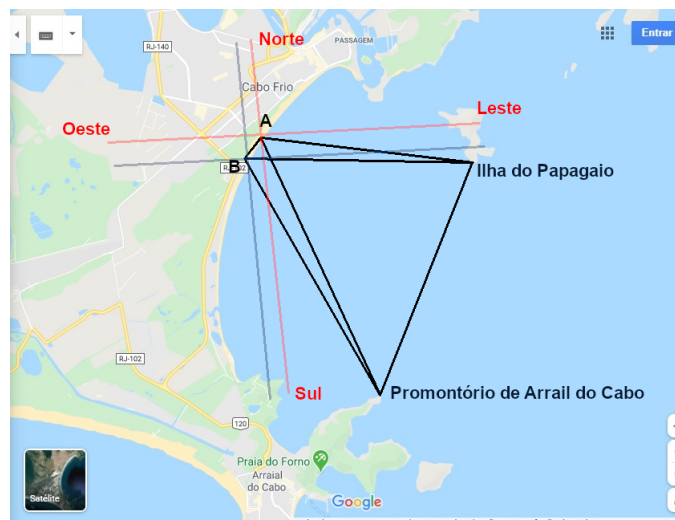 Norte
PASSAGEM
RJ-140
Entrar
Cabo Frio
Leste
A
Oeste
B
Ilha do Papagaio
RJ-102
Sul
Promontório de Arrail do Cabo
120
Praia do Forno
Arraial
do Cabo
Satélite
Google